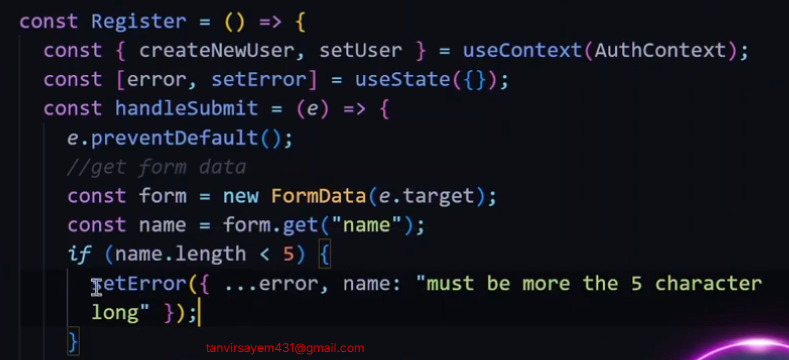 const Register = () => {
const { createNewUser, setUser } = useContext(AuthContext);
const [error, setError] = useState({});
const handleSubmit = (e) => {
e.preventDefault();
//get form data
const form = new FormData(e.target);
const name = form.get("name");
if (name.length < 5) {
setError({ ...error, name: "must be more the 5 character
long" });
}
tanvirsayem431@gmail.com